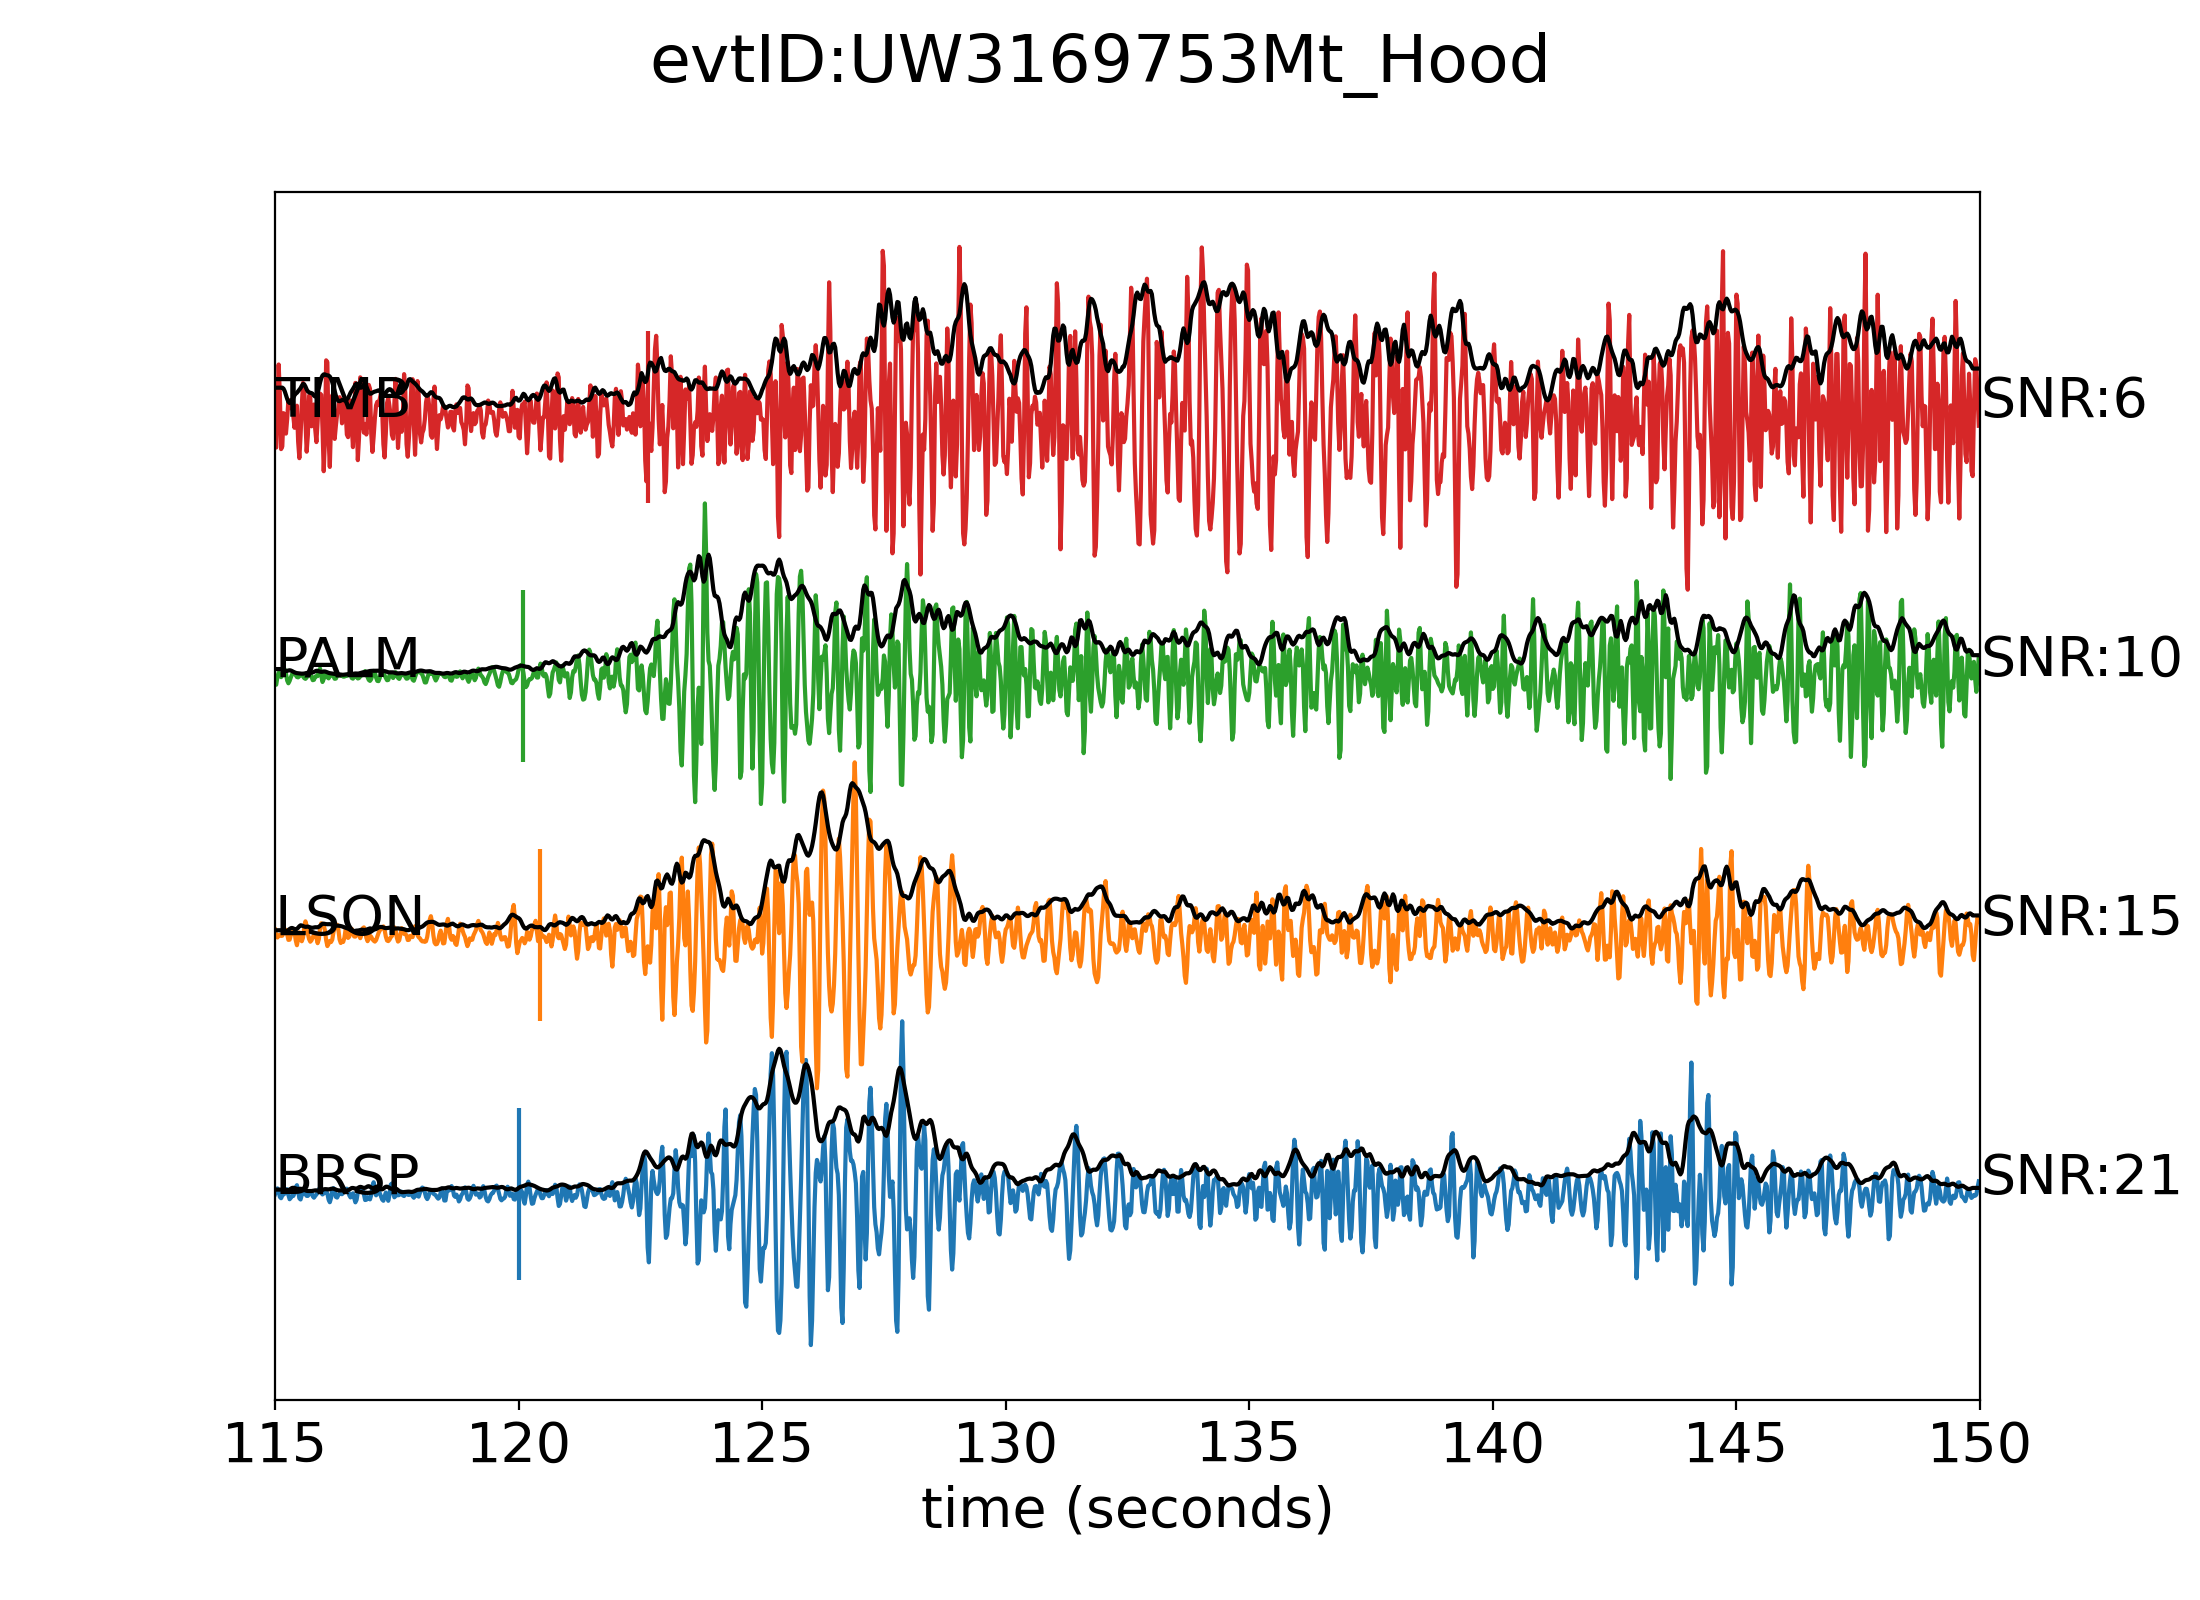 evtID:UW3169753Mt_Hood
TIMB SNR:6
PALM SNR:10
LSON SNR:15
BRSP SNR:21
115 120 125 130 135 140 145 150
time (seconds)